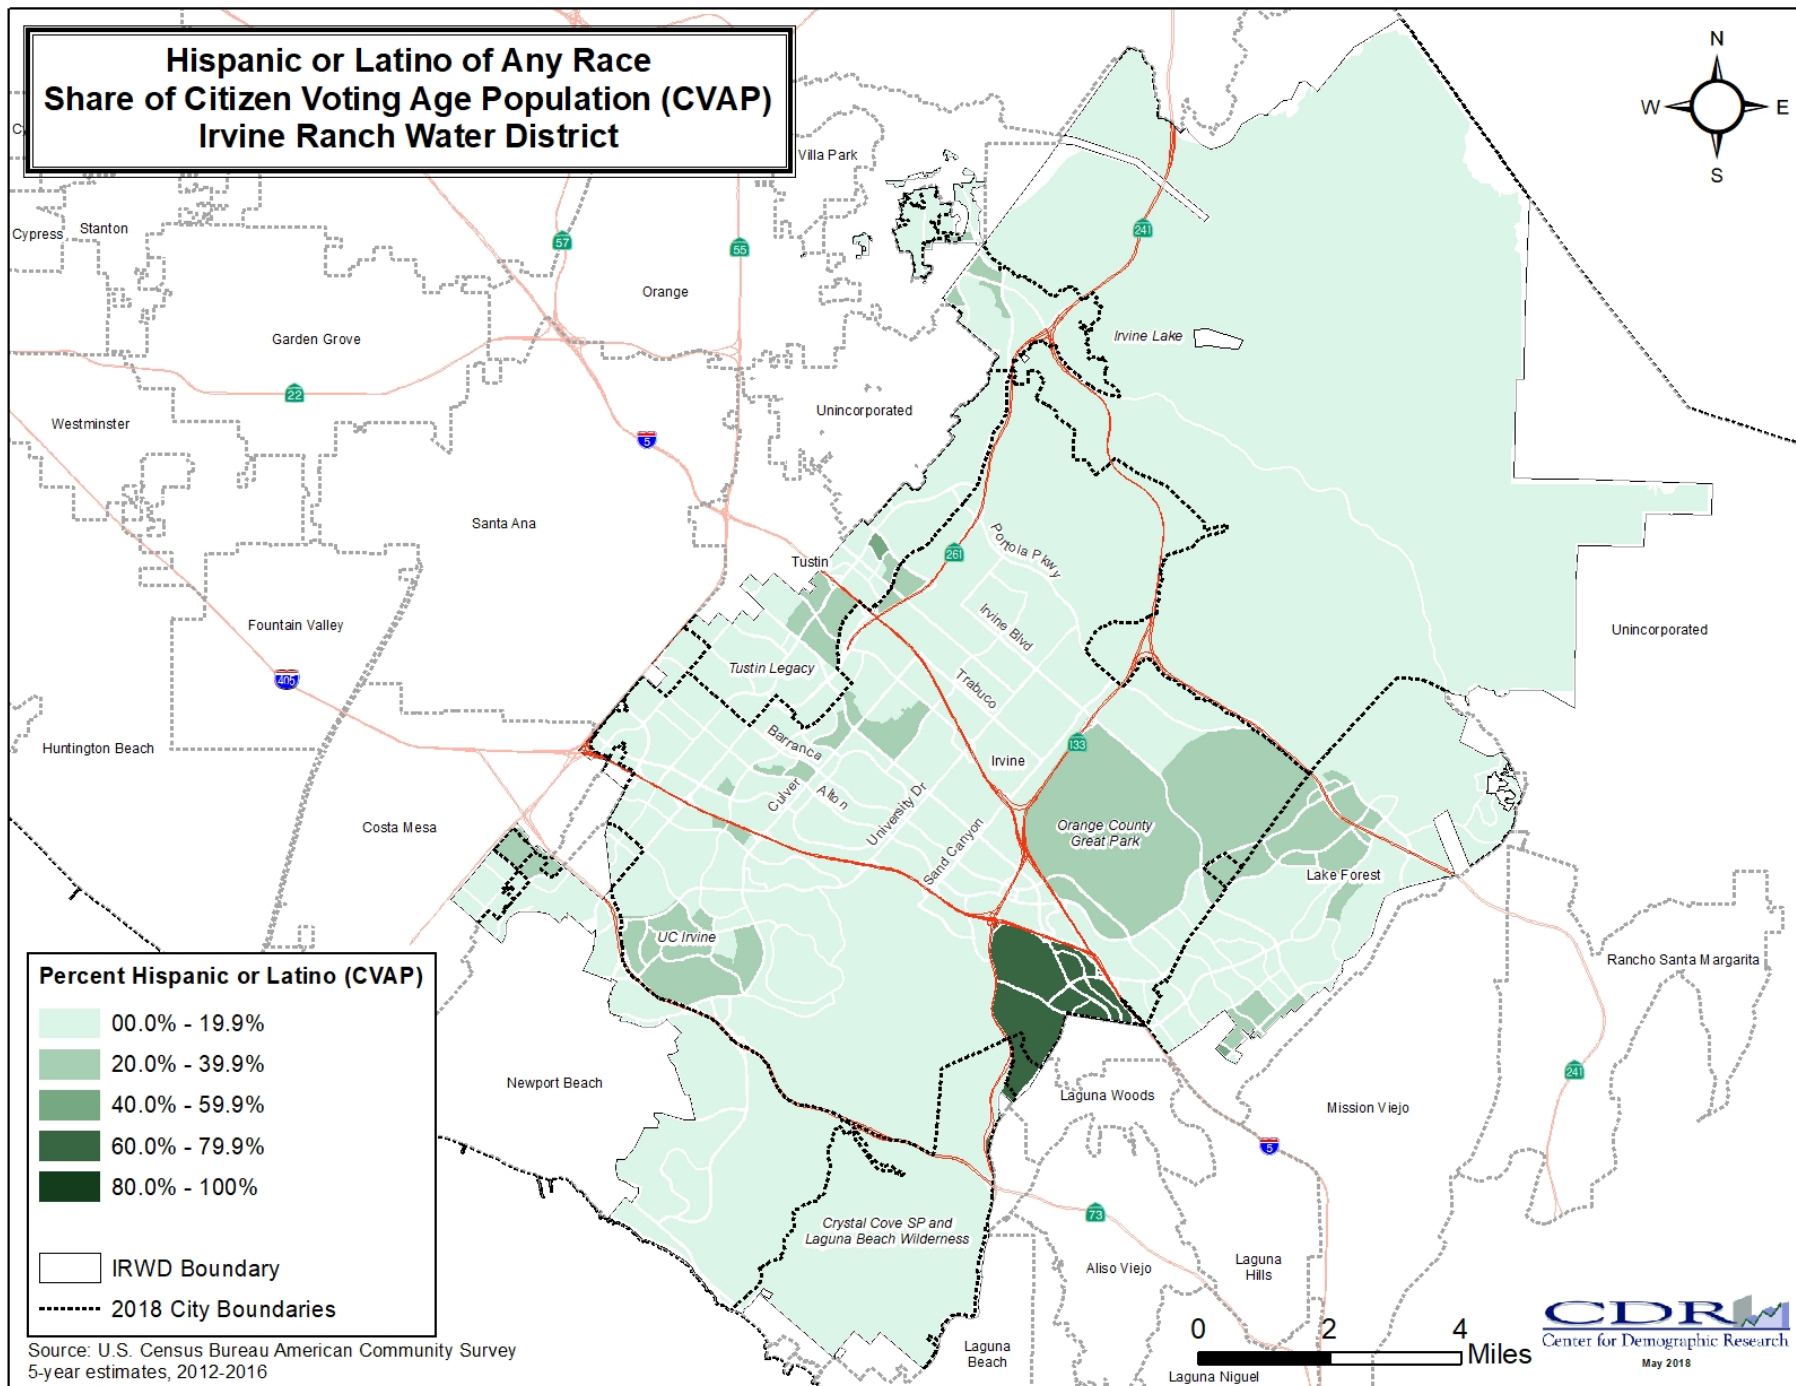 Hispanic or Latino of Any Race
Share of Citizen Voting Age Population (CVAP)
Irvine Ranch Water District
N
W
E
S
Villa Park
Cypress
Stanton
57
55
241
Orange
Garden Grove
Irvine Lake
22
Westminster
Unincorporated
5
Santa Ana
Portola Pkwy
261
Tustin
Irvine Blvd
Fountain Valley
Unincorporated
Tustin Legacy
405
Trabuco
Huntington Beach
Barranca
133
Irvine
Culver
Alton
University Dr
Costa Mesa
Orange County
Great Park
Sand Canyon
Lake Forest
UC Irvine
Rancho Santa Margarita
Percent Hispanic or Latino (CVAP)
00.0% - 19.9%
20.0% - 39.9%
40.0% - 59.9%
60.0% - 79.9%
80.0% - 100%
IRWD Boundary
2018 City Boundaries
Newport Beach
241
Laguna Woods
Mission Viejo
5
73
Crystal Cove SP and
Laguna Beach Wilderness
Aliso Viejo
Laguna
Hills
Laguna
Beach
0 2 4
Miles
Laguna Niguel
CDR
Center for Demographic Research
May 2018
Source: U.S. Census Bureau American Community Survey
5-year estimates, 2012-2016